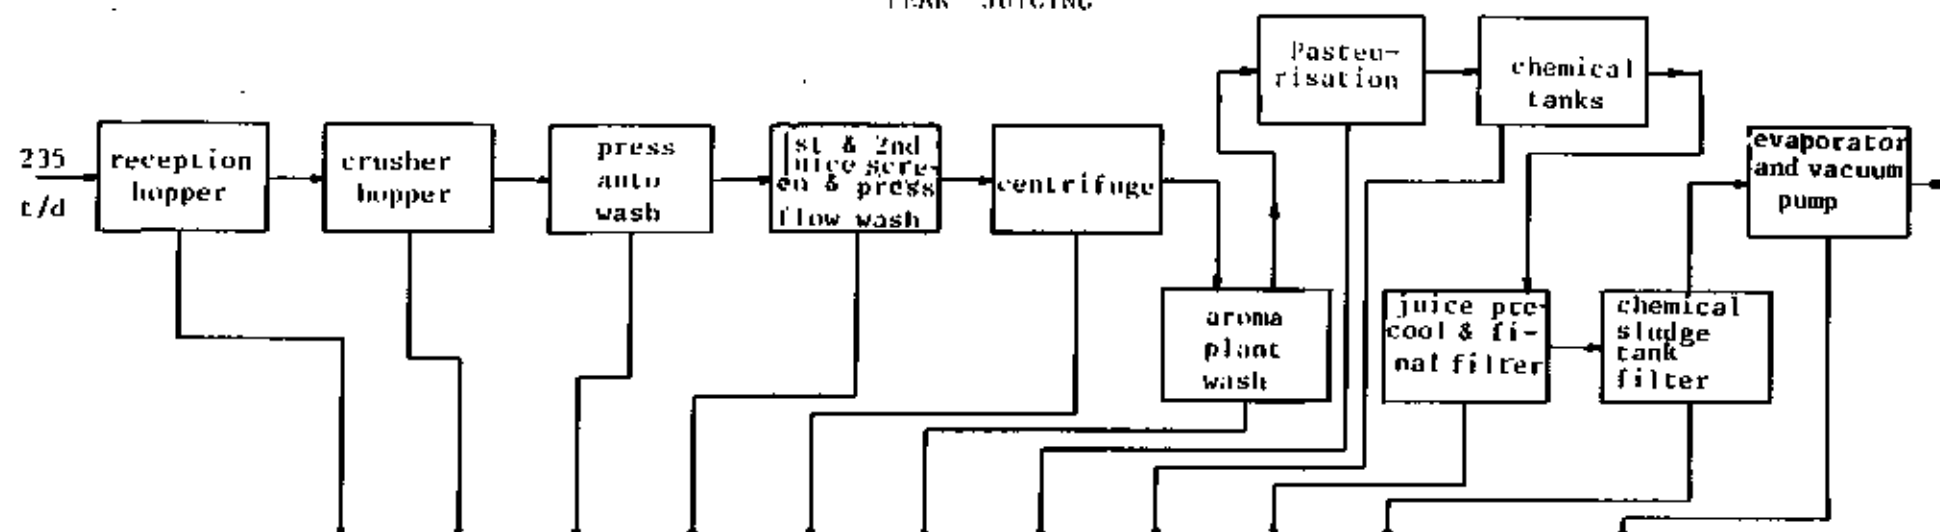 JUICING
235
t/d
reception
hopper
crusher
hopper
press
auto
wash
1st & 2nd
juice scre-
en & press
flow wash
centrifuge
aroma
plant
wash
Pasteu-
risation
chemical
tanks
juice pre-
cool & fi-
nal filter
chemical
sludge
tank
filter
evaporator
and vacuum
pump